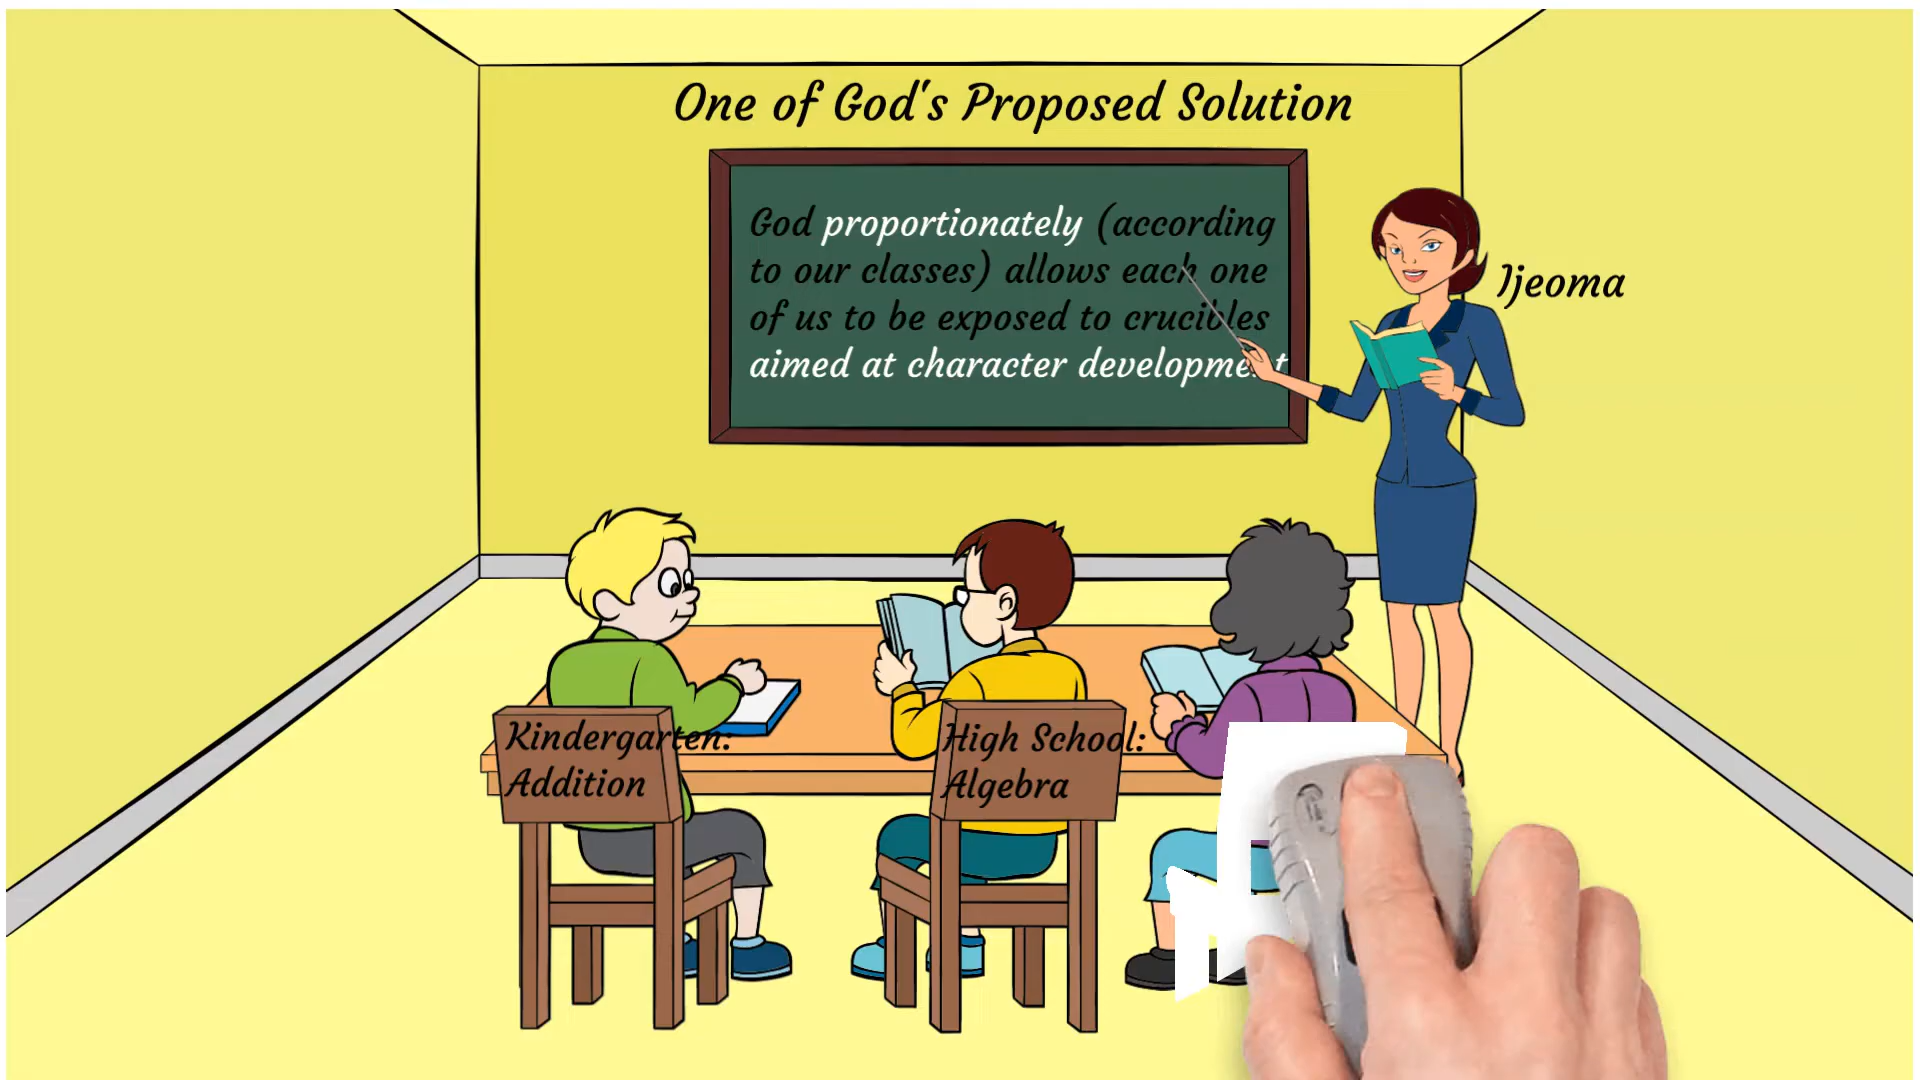 One of God's Proposed Solution
God proportionately (according
to our classes) allows each one
of us to be exposed to crucibles
aimed at character development
Ijeoma
Kindergarten:
Addition
High School:
Algebra